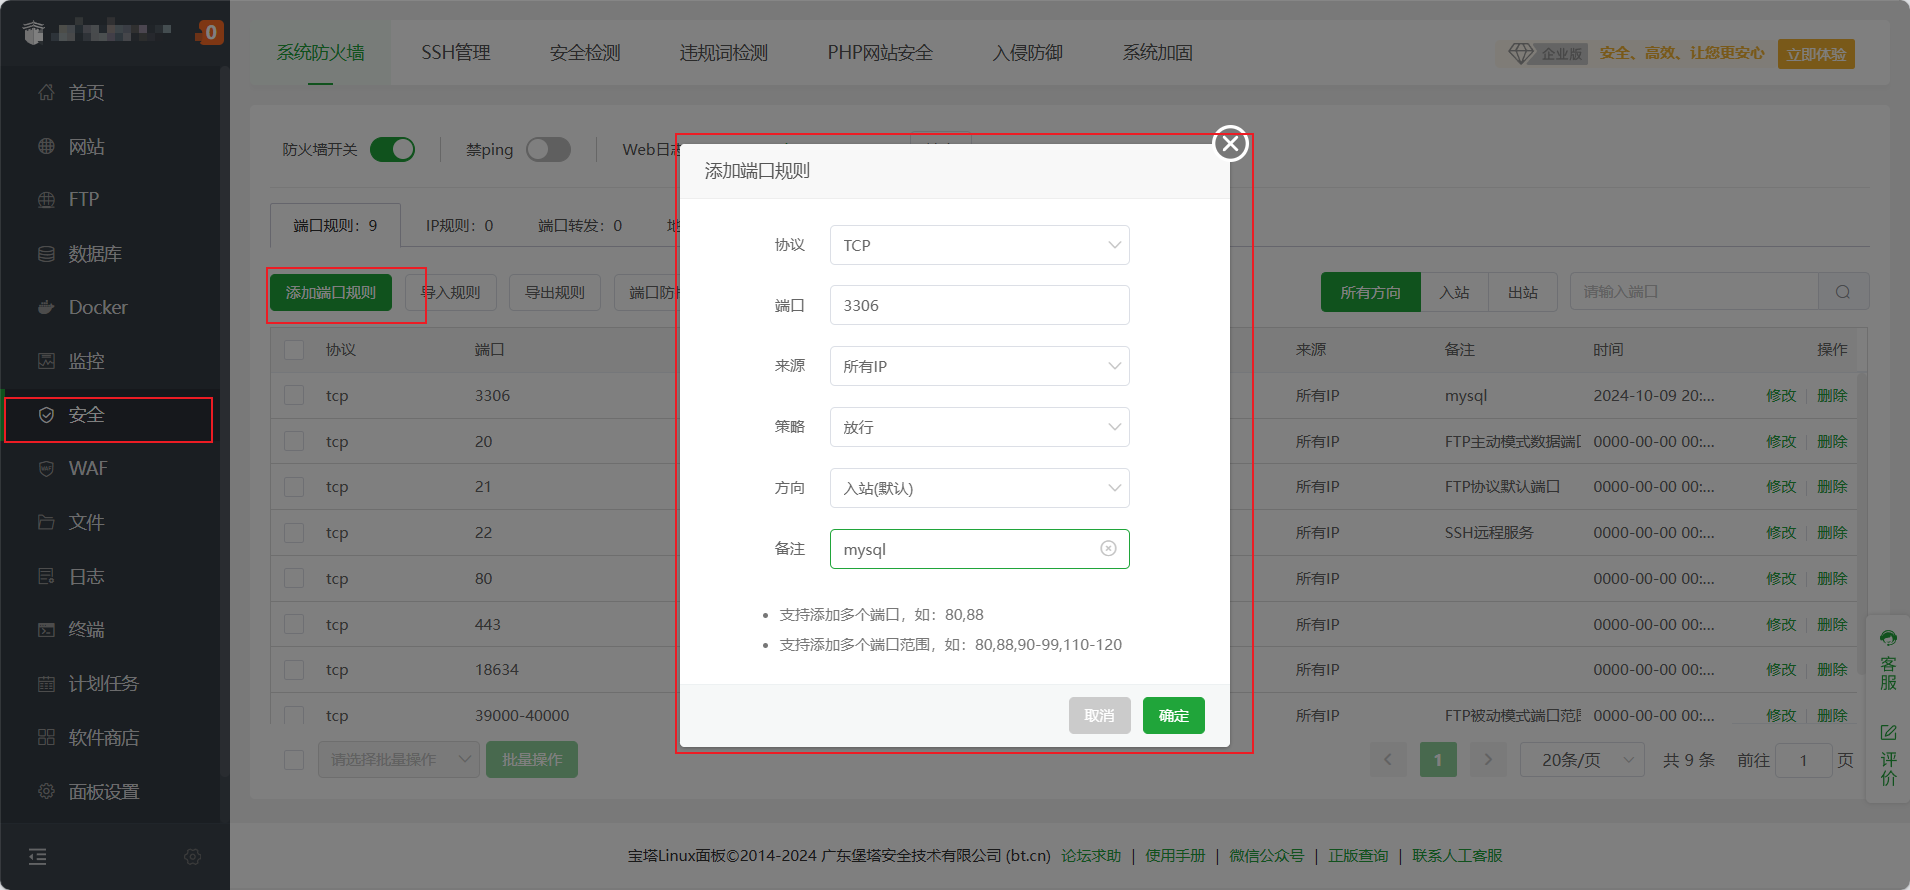 0
首页
网站
FTP
数据库
Docker
监控
安全
WAF
文件
日志
终端
计划任务
软件商店
面板设置
系统防火墙 SSH管理 安全检测 违规词检测 PHP网站安全 入侵防御 系统加固
企业版 安全、高效、让您更安心 立即体验
防火墙开关 禁ping Web日志
端口规则：9 IP规则：0 端口转发：0
添加端口规则 导入规则 导出规则 端口防
所有方向 入站 出站 请输入端口
协议 端口 来源 备注 时间 操作
tcp 3306 所有IP mysql 2024-10-09 20:... 修改 删除
tcp 20 所有IP FTP主动模式数据端口 0000-00-00 00:... 修改 删除
tcp 21 所有IP FTP协议默认端口 0000-00-00 00:... 修改 删除
tcp 22 所有IP SSH远程服务 0000-00-00 00:... 修改 删除
tcp 80 所有IP 0000-00-00 00:... 修改 删除
tcp 443 所有IP 0000-00-00 00:... 修改 删除
tcp 18634 所有IP 0000-00-00 00:... 修改 删除
tcp 39000-40000 所有IP FTP被动模式端口范围 0000-00-00 00:... 修改 删除
请选择批量操作 批量操作
1 20条/页 共 9 条 前往 1 页
添加端口规则
协议 TCP
端口 3306
来源 所有IP
策略 放行
方向 入站(默认)
备注 mysql
支持添加多个端口，如：80,88
支持添加多个端口范围，如：80,88,90-99,110-120
取消 确定
客服
评价
宝塔Linux面板©2014-2024 广东堡塔安全技术有限公司 (bt.cn) 论坛求助 | 使用手册 | 微信公众号 | 正版查询 | 联系人工客服